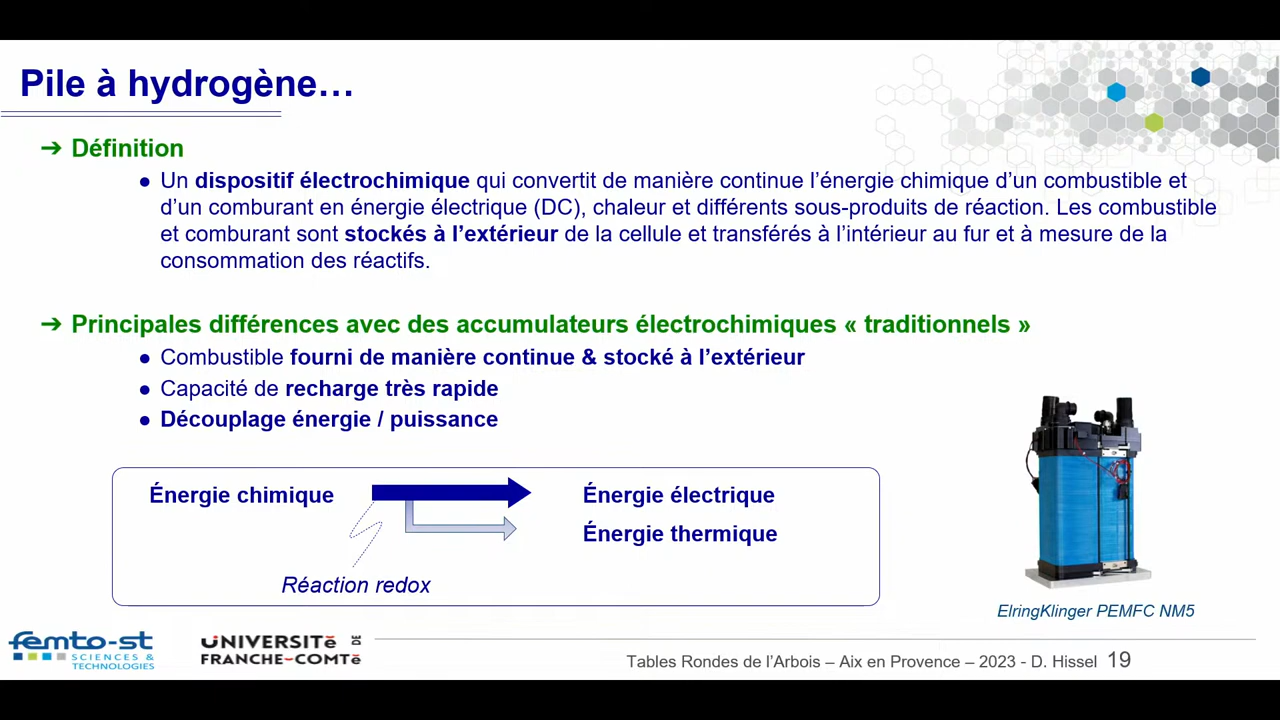 Pile à hydrogène…
➔ Définition
● Un dispositif électrochimique qui convertit de manière continue l’énergie chimique d’un combustible et
d’un comburant en énergie électrique (DC), chaleur et différents sous-produits de réaction. Les combustible
et comburant sont stockés à l’extérieur de la cellule et transférés à l’intérieur au fur et à mesure de la
consommation des réactifs.
➔ Principales différences avec des accumulateurs électrochimiques « traditionnels »
● Combustible fourni de manière continue & stocké à l’extérieur
● Capacité de recharge très rapide
● Découplage énergie / puissance
Énergie chimique
Énergie électrique
Énergie thermique
Réaction redox
ElringKlinger PEMFC NM5
femto-st
SCIENCES &
TECHNOLOGIES
UNIVERSITé DE
FRANCHE-COMTé
Tables Rondes de l’Arbois – Aix en Provence – 2023 - D. Hissel 19